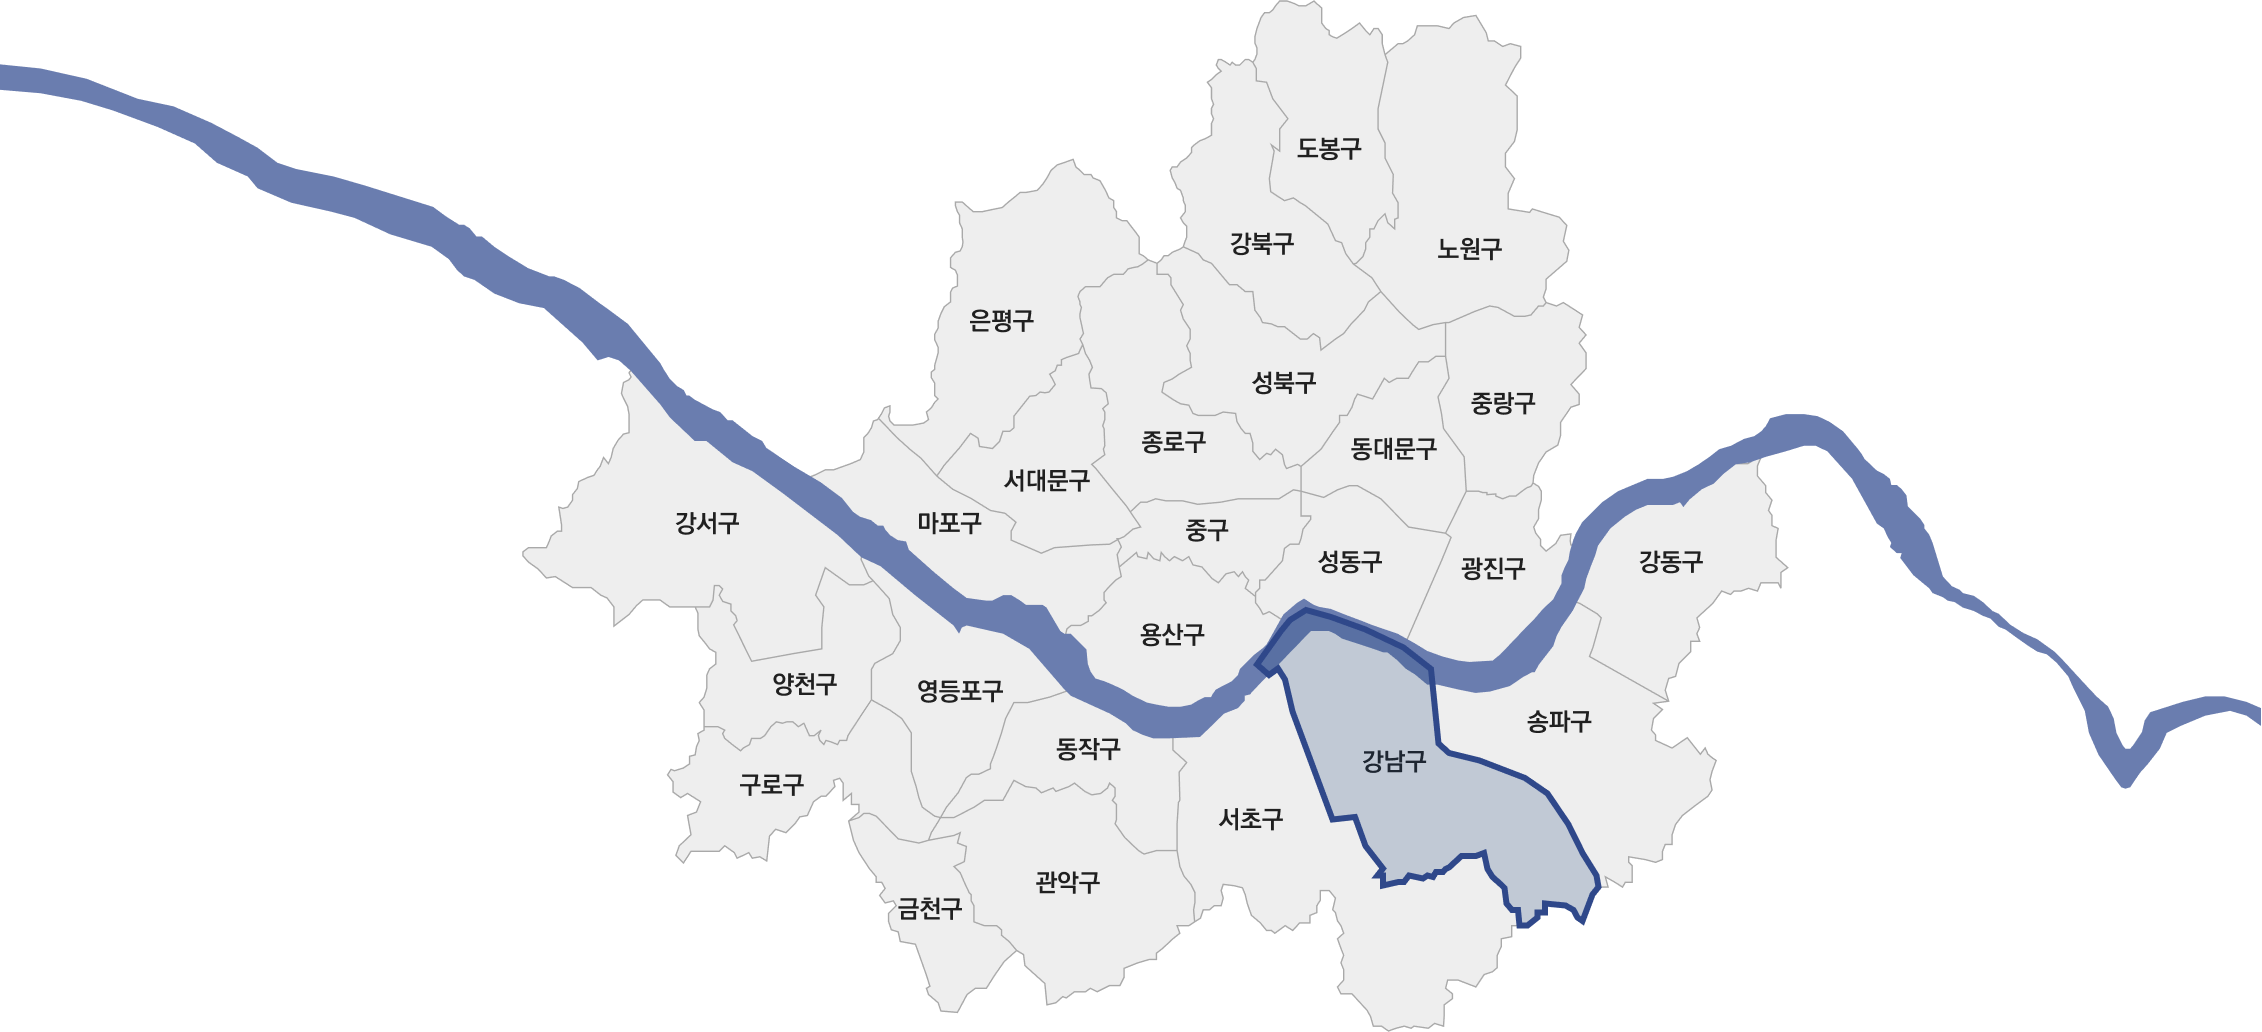 도봉구
강북구
노원구
은평구
성북구
중랑구
종로구
동대문구
서대문구
강서구
마포구
중구
성동구
광진구
강동구
용산구
양천구
영등포구
송파구
동작구
강남구
구로구
서초구
관악구
금천구